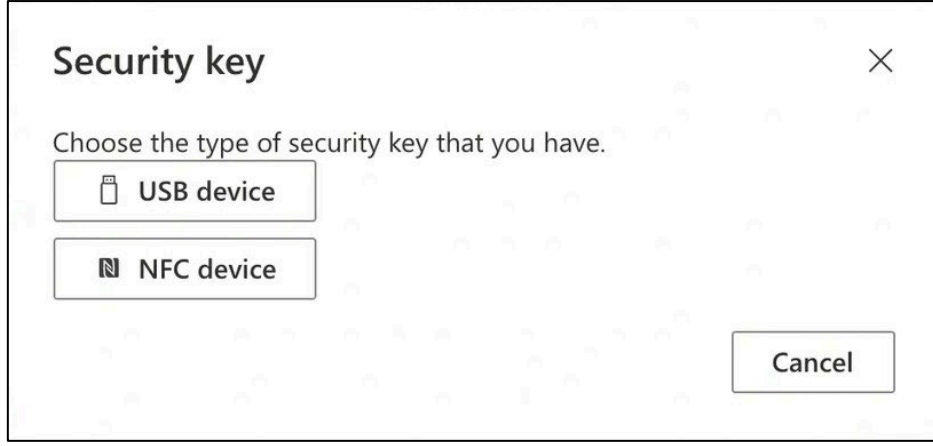 Security key
Choose the type of security key that you have.
USB device
NFC device
Cancel